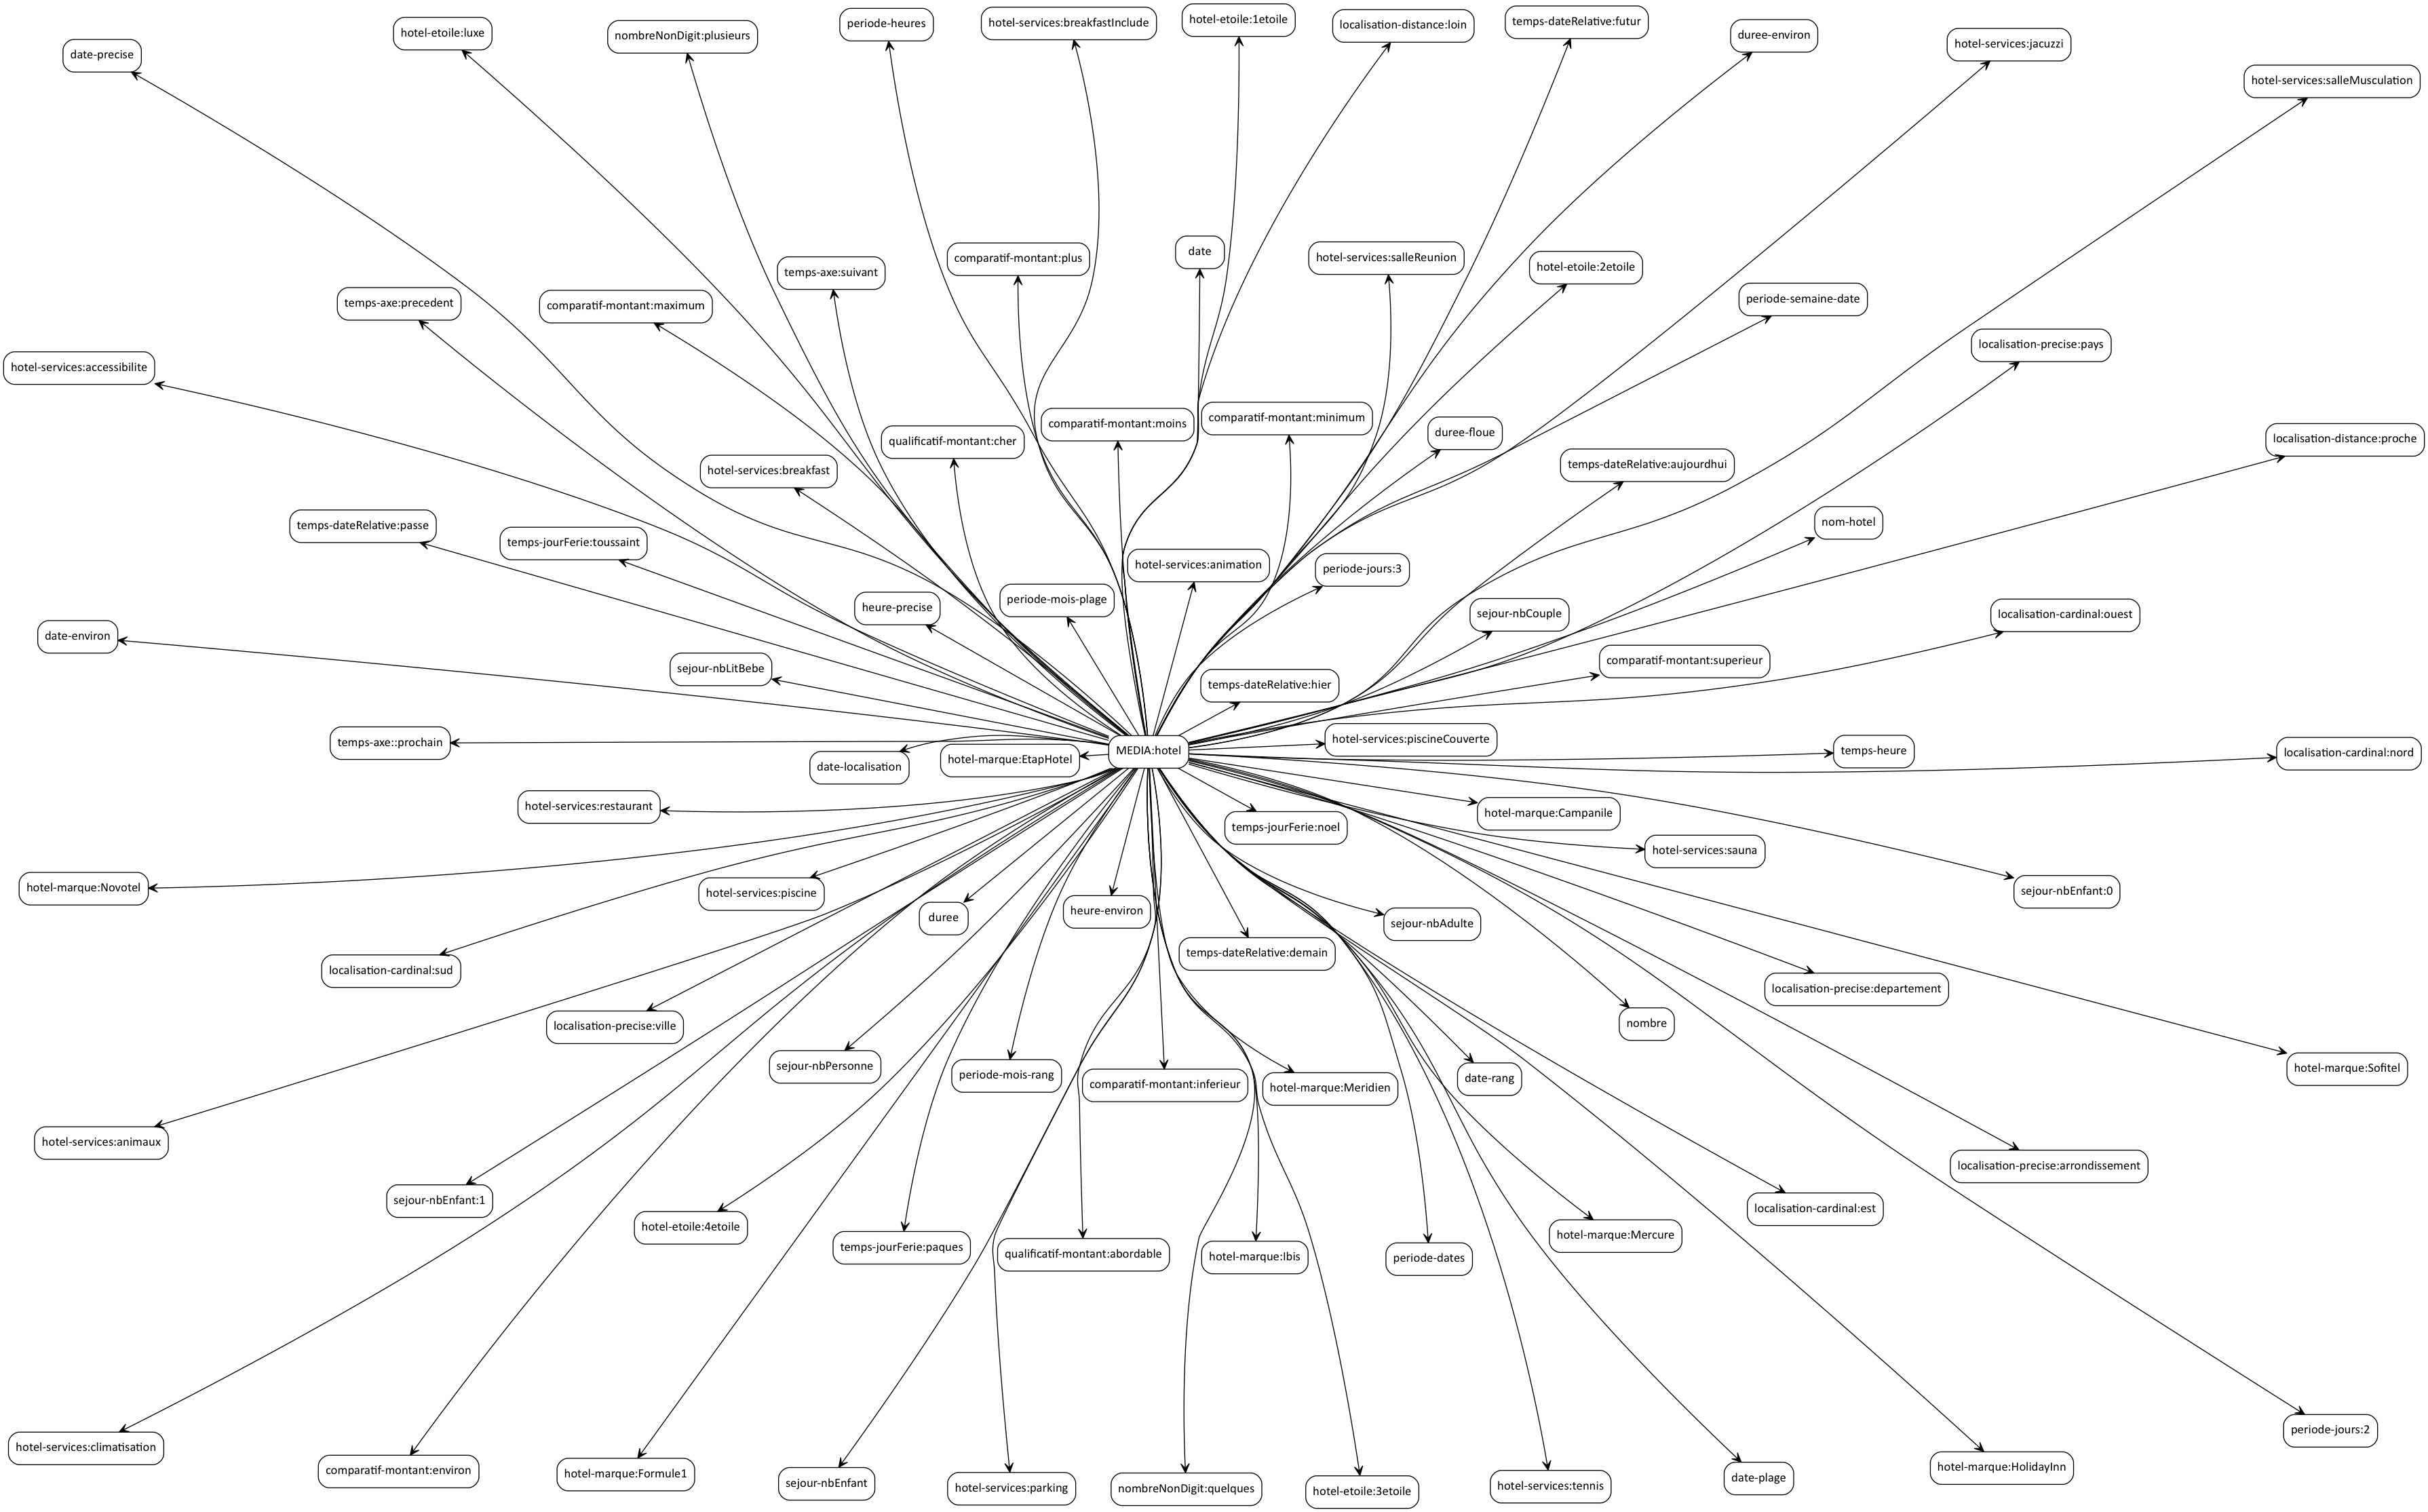 hotel-etoile:1etoile
temps-dateRelative:futur
hotel-services:breakfastInclude
periode-heures
localisation-distance:loin
hotel-etoile:luxe
duree-environ
nombreNonDigit:plusieurs
hotel-services:jacuzzi
date-precise
hotel-services:salleMusculation
date
comparatif-montant:plus
hotel-services:salleReunion
hotel-etoile:2etoile
temps-axe:suivant
periode-semaine-date
temps-axe:precedent
comparatif-montant:maximum
localisation-precise:pays
hotel-services:accessibilite
comparatif-montant:minimum
comparatif-montant:moins
duree-floue
localisation-distance:proche
qualificatif-montant:cher
temps-dateRelative:aujourdhui
hotel-services:breakfast
nom-hotel
temps-dateRelative:passe
temps-jourFerie:toussaint
hotel-services:animation
periode-jours:3
periode-mois-plage
heure-precise
sejour-nbCouple
localisation-cardinal:ouest
date-environ
comparatif-montant:superieur
sejour-nbLitBebe
temps-dateRelative:hier
hotel-services:piscineCouverte
temps-axe::prochain
MEDIA:hotel
temps-heure
localisation-cardinal:nord
hotel-marque:EtapHotel
date-localisation
hotel-services:restaurant
hotel-marque:Campanile
temps-jourFerie:noel
hotel-services:sauna
hotel-marque:Novotel
sejour-nbEnfant:0
hotel-services:piscine
heure-environ
duree
sejour-nbAdulte
temps-dateRelative:demain
localisation-cardinal:sud
localisation-precise:departement
nombre
localisation-precise:ville
sejour-nbPersonne
hotel-marque:Sofitel
periode-mois-rang
date-rang
comparatif-montant:inferieur
hotel-marque:Meridien
hotel-services:animaux
localisation-precise:arrondissement
sejour-nbEnfant:1
localisation-cardinal:est
hotel-etoile:4etoile
hotel-marque:Mercure
temps-jourFerie:paques
qualificatif-montant:abordable
hotel-marque:Ibis
periode-dates
periode-jours:2
hotel-services:climatisation
hotel-marque:HolidayInn
comparatif-montant:environ
hotel-marque:Formule1
date-plage
sejour-nbEnfant
hotel-services:tennis
hotel-services:parking
nombreNonDigit:quelques
hotel-etoile:3etoile